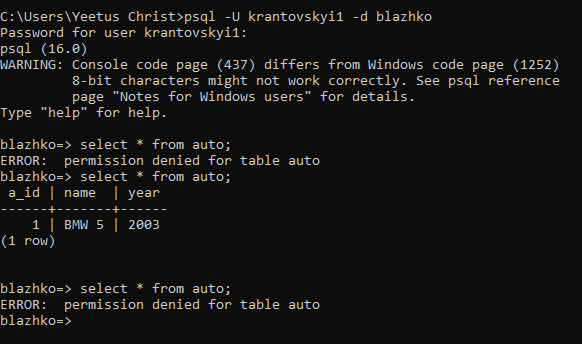 C:\Users\Yeetus Christ>psql -U krantovskyi1 -d blazhko
Password for user krantovskyi1:
psql (16.0)
WARNING: Console code page (437) differs from Windows code page (1252)
         8-bit characters might not work correctly. See psql reference
         page "Notes for Windows users" for details.
Type "help" for help.

blazhko=> select * from auto;
ERROR:  permission denied for table auto
blazhko=> select * from auto;
 a_id | name  | year
------+-------+------
    1 | BMW 5 | 2003
(1 row)


blazhko=> select * from auto;
ERROR:  permission denied for table auto
blazhko=>